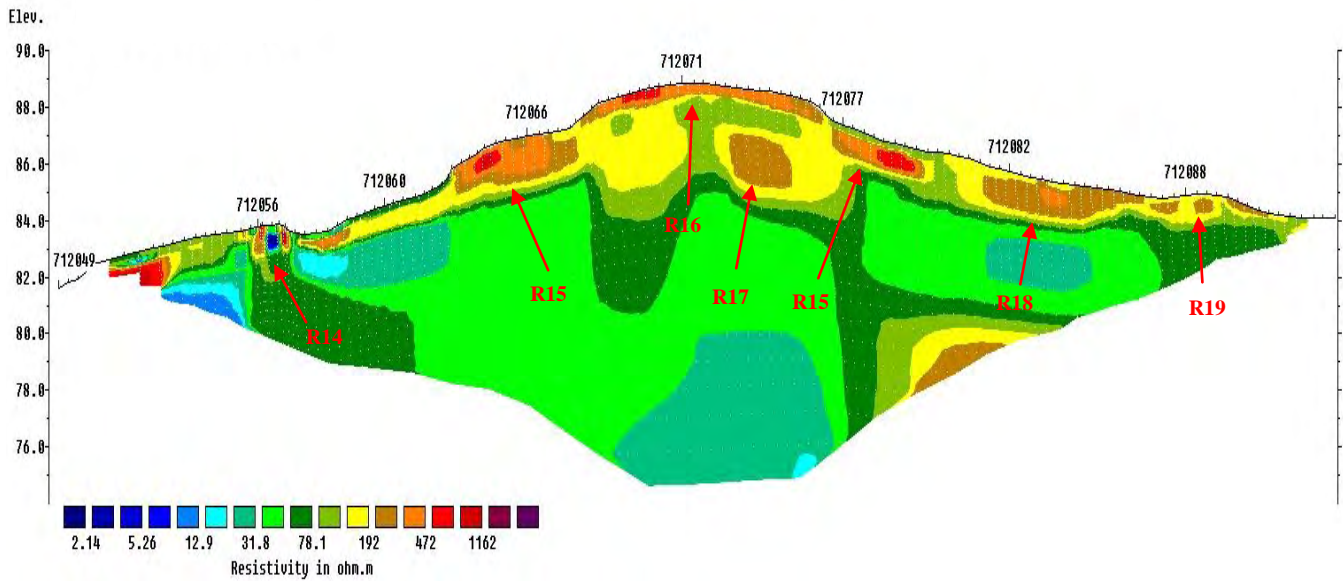 Elev.
90.0
712071
88.0
712077
712066
86.0
712082
712060
712088
84.0
712056
R16
712049
82.0
R15
R17
R15
R18
R19
80.0
R14
78.0
76.0
2.14 5.26 12.9 31.8 78.1 192 472 1162
Resistivity in ohm.m